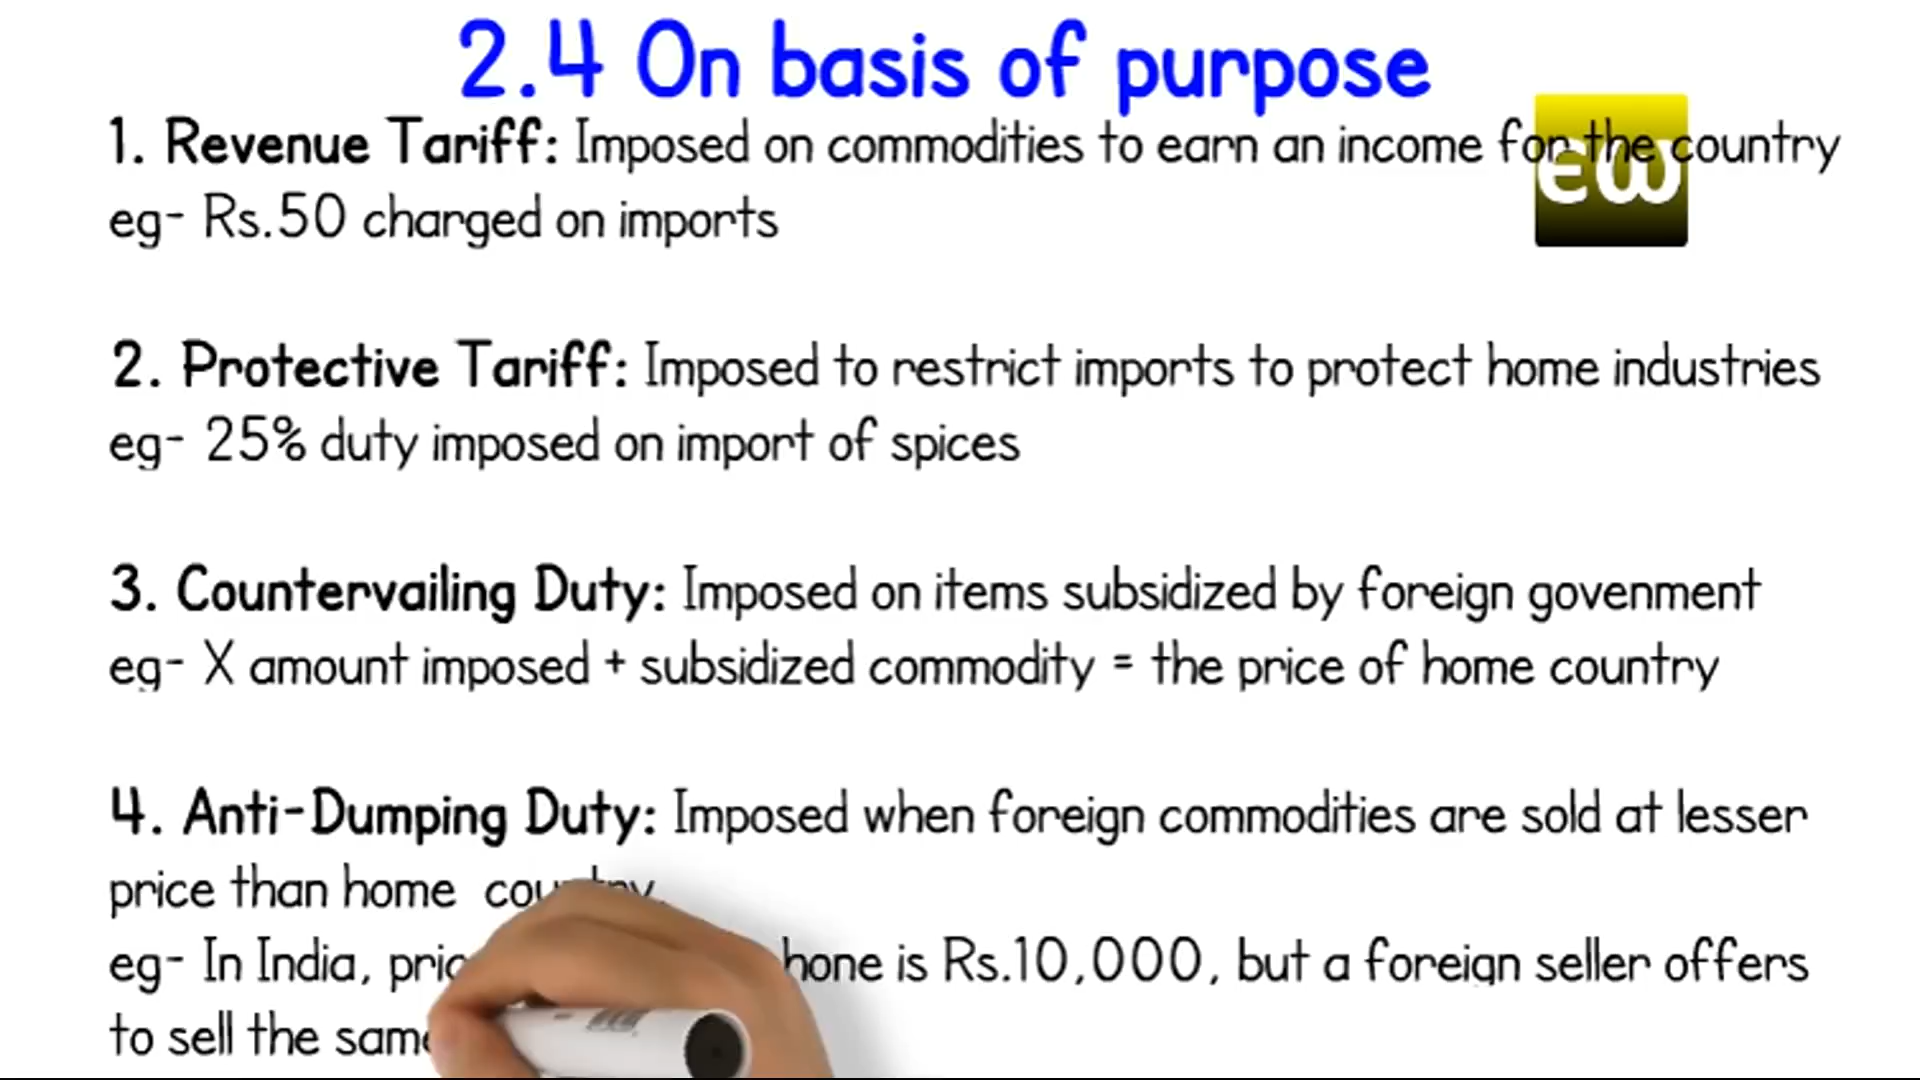 2.4 On basis of purpose
1. Revenue Tariff: Imposed on commodities to earn an income for the country
eg- Rs.50 charged on imports
ew
2. Protective Tariff: Imposed to restrict imports to protect home industries
eg- 25% duty imposed on import of spices
3. Countervailing Duty: Imposed on items subsidized by foreign govenment
eg- X amount imposed + subsidized commodity = the price of home country
4. Anti-Dumping Duty: Imposed when foreign commodities are sold at lesser
price than home country.
eg- In India, is Rs.10,000, but a foreign seller offers
to sell the same